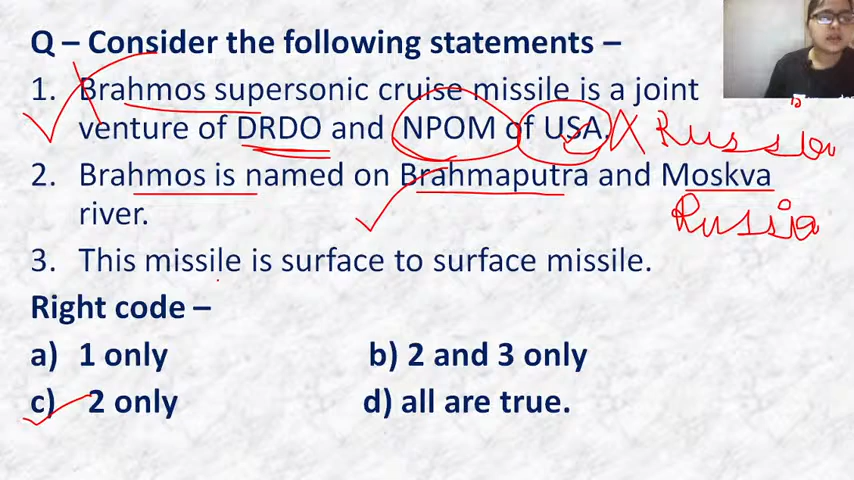 Q – Consider the following statements –
1. Brahmos supersonic cruise missile is a joint
venture of DRDO and NPOM of USA. X Russia
2. Brahmos is named on Brahmaputra and Moskva
river. Russia
3. This missile is surface to surface missile.
Right code –
a) 1 only b) 2 and 3 only
c) 2 only d) all are true.